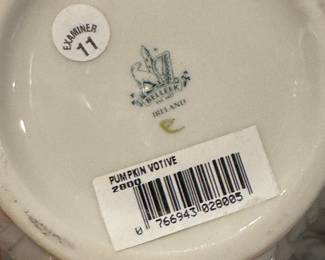 EXAMINER
11
BELLEEK
IRELAND
PUMPKIN VOTIVE
2800
0 766943 028005